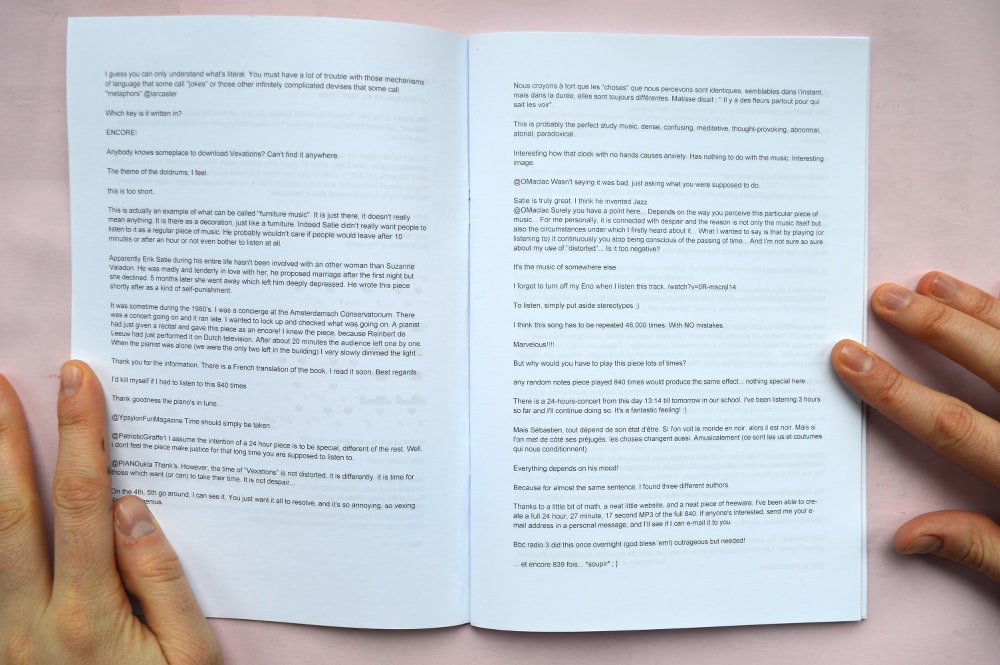 I guess you can only understand what's literal. You must have a lot of trouble with those mechanisms
of language that some call "jokes" or those other infinitely complicated devises that some call
"metaphors" @larcaster
Which key is it written in?
ENCORE!
Anybody knows someplace to download Vexations? Can't find it anywhere.
The theme of the doldrums, I feel.
this is too short..
This is actually an example of what can be called "furniture music". It is just there, it doesn't really
mean anything. It is there as a decoration, just like a furniture. Indeed Satie didn't really want people to
listen to it as a regular piece of music. He probably wouldn't care if people would leave after 10
minutes or after an hour or not even bother to listen at all.
Apparently Erik Satie during his entire life hasn't been involved with an other woman than Suzanne
Valadon. He was madly and tenderly in love with her, he proposed marriage after the first night but
she declined. 5 months later she went away which left him deeply depressed. He wrote this piece
shortly after as a kind of self-punishment.
It was sometime during the 1980's. I was a concierge at the Amsterdamsch Conservatorium. There
was a concert going on and it ran late. I wanted to lock up and checked what was going on. A pianist
had just given a recital and gave this piece as an encore! I knew the piece, because Reinbert de
Leeuw had just performed it on Dutch television. After about 20 minutes the audience left one by one.
When the pianist was alone (we were the only two left in the building) I very slowly dimmed the light ...
Thank you for the information. There is a French translation of the book. I read it soon. Best regards.
I'd kill myself if I had to listen to this 840 times
Thank goodness the piano's in tune...
@YpsylonFunMagazine Time should simply be taken...
@PatrioticGiraffe1 I assume the intention of a 24 hour piece is to be special, different of the rest. Well,
I dont feel the piece make justice for that long time you are supposed to listen to.
@PIANOukla Thank's. However, the time of "Vexations" is not distorted, it is differently, it is time for
those which want (or can) to take their time. It is not despair...
On the 4th, 5th go around, I can see it. You just want it all to resolve, and it's so annoying, so vexing.
genius.
Nous croyons à tort que les "choses" que nous percevons sont identiques, semblables dans l'instant,
mais dans la durée, elles sont toujours différentes. Matisse disait : " Il y a des fleurs partout pour qui
sait les voir".
This is probably the perfect study music, dense, confusing, meditative, thought-provoking, abnormal,
atonal, paradoxical...
Interesting how that clock with no hands causes anxiety. Has nothing to do with the music. Interesting
image.
@OMaclac Wasn't saying it was bad, just asking what you were supposed to do.
Satie is truly great. I think he invented Jazz.
@OMaclac Surely you have a point here... Depends on the way you perceive this particular piece of
music... For me personally, it is connected with despair and the reason is not only the music itself but
also the circumstances under which I firstly heard about it... What I wanted to say is that by playing (or
listening to) it continuously you stop being conscious of the passing of time... And I'm not sure so sure
about my use of "distorted"... Is it too negative?
It's the music of somewhere else
I forgot to turn off my Eno when I listen this track. /watch?v=0R-mscnjl14
To listen, simply put aside stereotypes ;)
I think this song has to be repeated 48,000 times. With NO mistakes.
Marvelous!!!!
But why would you have to play this piece lots of times?
any random notes piece played 840 times would produce the same effect... nothing special here...
There is a 24-hours-concert from this day 13:14 till tomorrow in our school. I've been listening 3 hours
so far and I'll continue doing so. It's a fantastic feeling! :)
Mais Sébastien, tout dépend de son état d'être. Si l'on voit le monde en noir, alors il est noir. Mais si
l'on met de côté ses préjugés, les choses changent aussi. Amusicalement (ce sont les us et coutumes
qui nous conditionnent)
Everything depends on his mood!
Because for almost the same sentence, I found three different authors.
Thanks to a little bit of math, a neat little website, and a neat piece of freeware, I've been able to cre-
ate a full 24 hour, 27 minute, 17 second MP3 of the full 840. If anyone's interested, send me your e-
mail address in a personal message, and I'll see if I can e-mail it to you.
Bbc radio 3 did this once overnight (god bless 'em!) outrageous but needed!
... et encore 839 fois... *soupir* : |